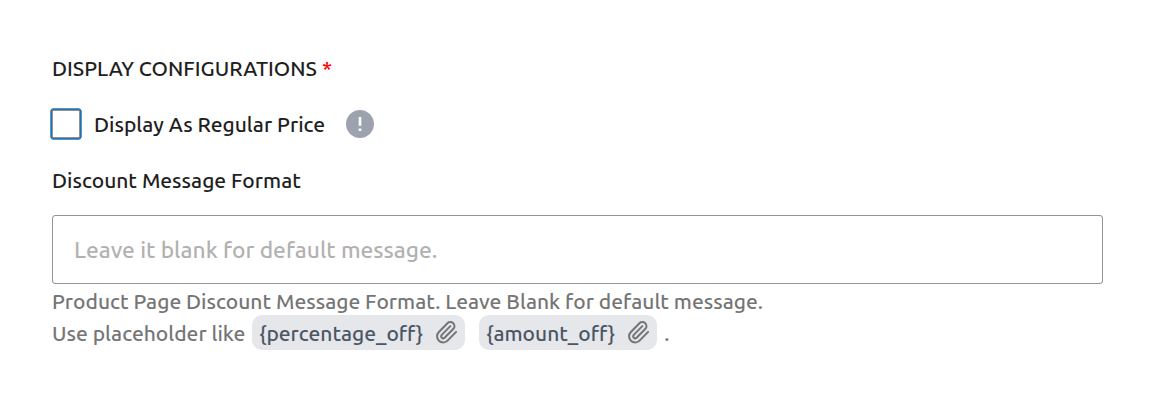 DISPLAY CONFIGURATIONS *
Display As Regular Price
Discount Message Format
Leave it blank for default message.
Product Page Discount Message Format. Leave Blank for default message.
Use placeholder like {percentage_off} {amount_off} .